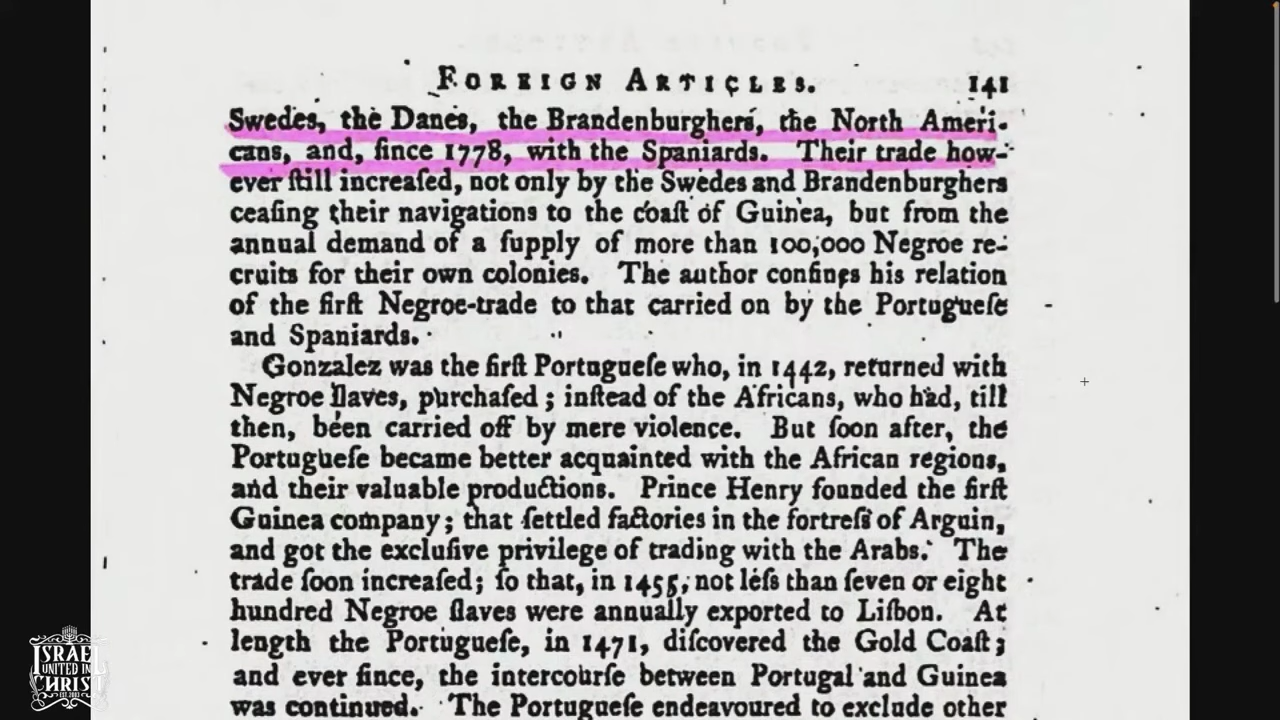 FOREIGN ARTICLES. 141
Swedes, the Danes, the Brandenburghers, the North Ameri-
cans, and, ſince 1778, with the Spaniards. Their trade how-
ever ſtill increaſed, not only by the Swedes and Brandenburghers
ceaſing their navigations to the coaſt of Guinea, but from the
annual demand of a ſupply of more than 100,000 Negroe re-
cruits for their own colonies. The author confines his relation
of the firſt Negroe-trade to that carried on by the Portugueſe
and Spaniards.
Gonzalez was the firſt Portugueſe who, in 1442, returned with
Negroe ſlaves, purchaſed; inſtead of the Africans, who had, till
then, been carried off by mere violence. But ſoon after, the
Portugueſe became better acquainted with the African regions,
and their valuable productions. Prince Henry founded the firſt
Guinea company; that ſettled factories in the fortreſs of Arguin,
and got the excluſive privilege of trading with the Arabs. The
trade ſoon increaſed; ſo that, in 1455, not leſs than ſeven or eight
hundred Negroe ſlaves were annually exported to Liſbon. At
length the Portugueſe, in 1471, diſcovered the Gold Coaſt;
and ever ſince, the intercourſe between Portugal and Guinea
was continued. The Portugueſe endeavoured to exclude other
ISRAEL
UNITED IN
CHRIST
EST. 2003